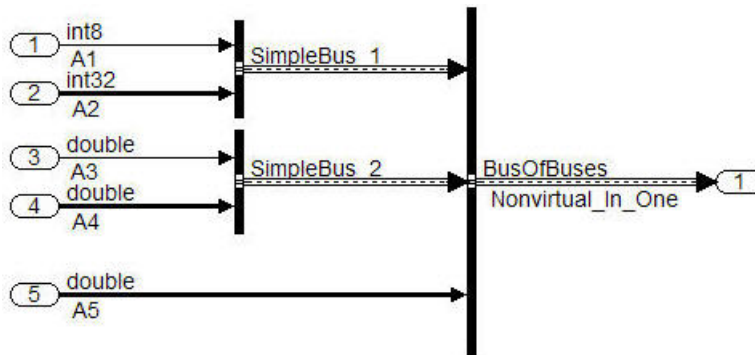 int8
1
A1
SimpleBus_1
int32
2
A2
double
3
A3
SimpleBus_2
BusOfBuses
double
4
1
A4
Nonvirtual_In_One
double
5
A5